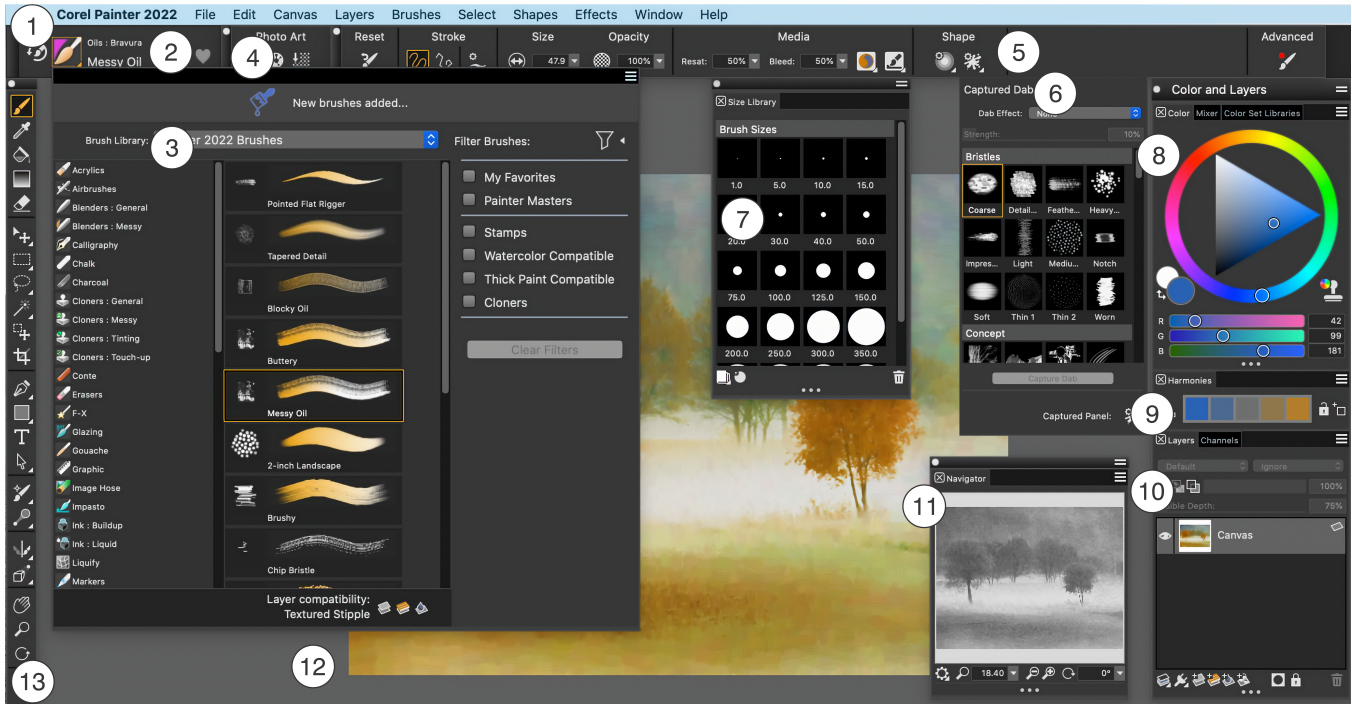 Corel Painter 2022 File Edit Canvas Layers Brushes Select Shapes Effects Window Help
1
Oils : Bravura
Messy Oil
2
Photo Art
4
Reset
Stroke
Size
47.9
Opacity
100%
Media
Resat: 50% Bleed: 50%
Shape
5
Advanced
New brushes added...
Brush Library: 2022 Brushes
3
Acrylics
Airbrushes
Blenders : General
Blenders : Messy
Calligraphy
Chalk
Charcoal
Cloners : General
Cloners : Messy
Cloners : Tinting
Cloners : Touch-up
Conte
Erasers
F-X
Glazing
Gouache
Graphic
Image Hose
Impasto
Ink : Buildup
Ink : Liquid
Liquify
Markers
Pointed Flat Rigger
Tapered Detail
Blocky Oil
Buttery
Messy Oil
2-inch Landscape
Brushy
Chip Bristle
Layer compatibility:
Textured Stipple
Filter Brushes:
My Favorites
Painter Masters
Stamps
Watercolor Compatible
Thick Paint Compatible
Cloners
Clear Filters
Size Library
Brush Sizes
1.0 5.0 10.0 15.0
7
20.0 30.0 40.0 50.0
75.0 100.0 125.0 150.0
200.0 250.0 300.0 350.0
Captured Dab
6
Dab Effect: None
Strength: 10%
Bristles
Coarse Detail... Feathe... Heavy...
Impres... Light Mediu... Notch
Soft Thin 1 Thin 2 Worn
Concept
Capture Dab
Captured Panel:
Color and Layers
Color Mixer Color Set Libraries
8
R 42
G 99
B 181
Harmonies
9
Layers Channels
Default Ignore
10
100%
Depth: 75%
Canvas
Navigator
11
18.40 0°
12
T
13